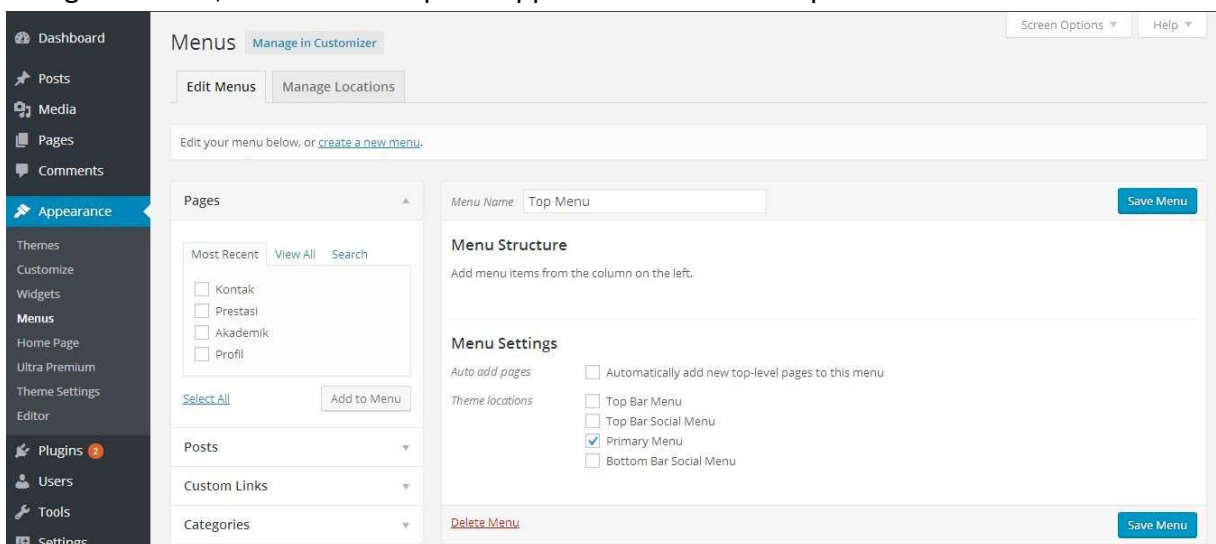 Dashboard
Posts
Media
Pages
Comments
Appearance
Themes
Customize
Widgets
Menus
Home Page
Ultra Premium
Theme Settings
Editor
Plugins 2
Users
Tools
Settings
Screen Options
Help
Menus Manage in Customizer
Edit Menus Manage Locations
Edit your menu below, or create a new menu.
Pages
Most Recent View All Search
Kontak
Prestasi
Akademik
Profil
Select All Add to Menu
Posts
Custom Links
Categories
Menu Name Top Menu Save Menu
Menu Structure
Add menu items from the column on the left.
Menu Settings
Auto add pages Automatically add new top-level pages to this menu
Theme locations Top Bar Menu
Top Bar Social Menu
Primary Menu
Bottom Bar Social Menu
Delete Menu Save Menu